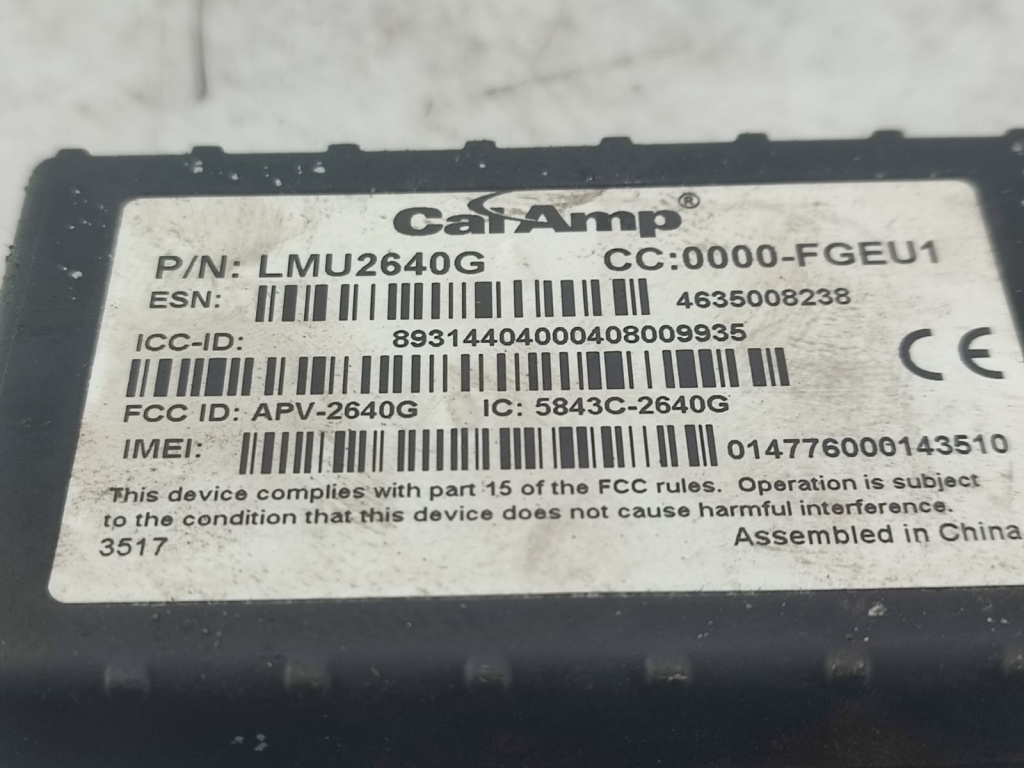 CalAmp®
P/N: LMU2640G CC:0000-FGEU1
ESN: 4635008238
ICC-ID: 89314404000408009935
FCC ID: APV-2640G IC: 5843C-2640G
IMEI: 014776000143510
This device complies with part 15 of the FCC rules. Operation is subject
to the condition that this device does not cause harmful interference.
3517 Assembled in China
CE